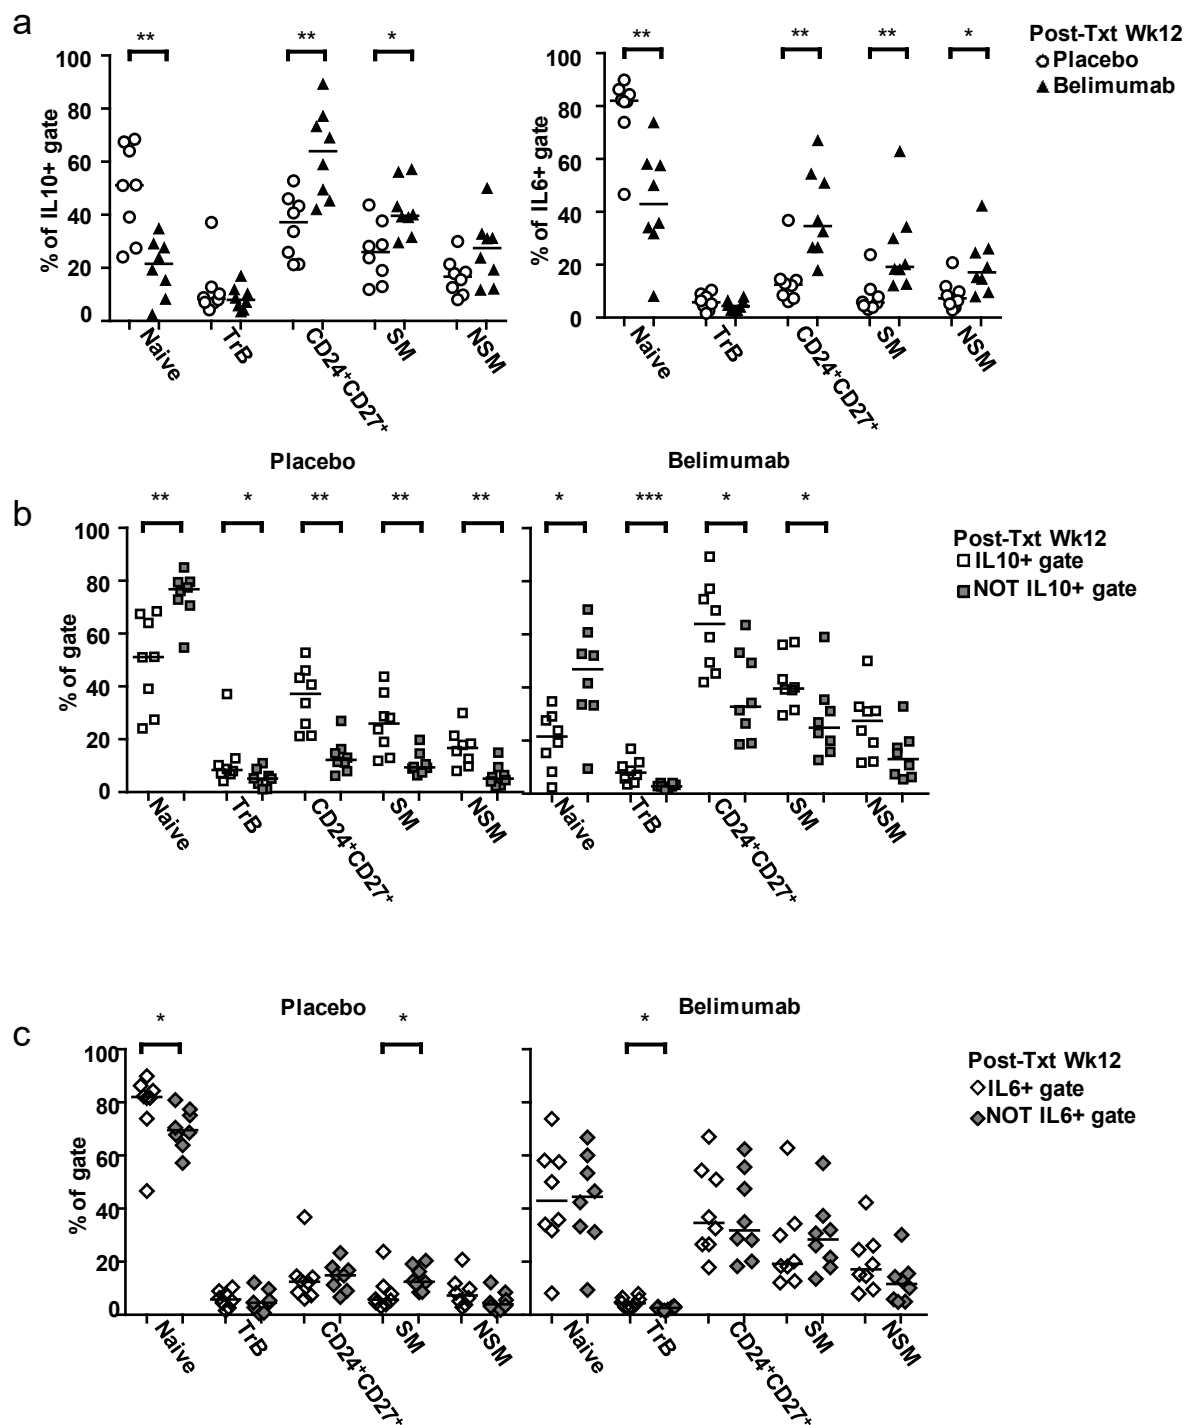 a
% of IL10+ gate
100
80
60
40
20
0
** ** *
Naive TrB CD24⁺CD27⁺ SM NSM
% of IL6+ gate
100
80
60
40
20
0
** ** ** *
Naive TrB CD24⁺CD27⁺ SM NSM
Post-Txt Wk12
Placebo
Belimumab
b
Placebo
Belimumab
% of gate
100
80
60
40
20
0
** * ** ** **
* *** * *
Naive TrB CD24⁺CD27⁺ SM NSM
Naive TrB CD24⁺CD27⁺ SM NSM
Post-Txt Wk12
IL10+ gate
NOT IL10+ gate
c
Placebo
Belimumab
% of gate
100
80
60
40
20
0
* *
*
Naive TrB CD24⁺CD27⁺ SM NSM
Naive TrB CD24⁺CD27⁺ SM NSM
Post-Txt Wk12
IL6+ gate
NOT IL6+ gate